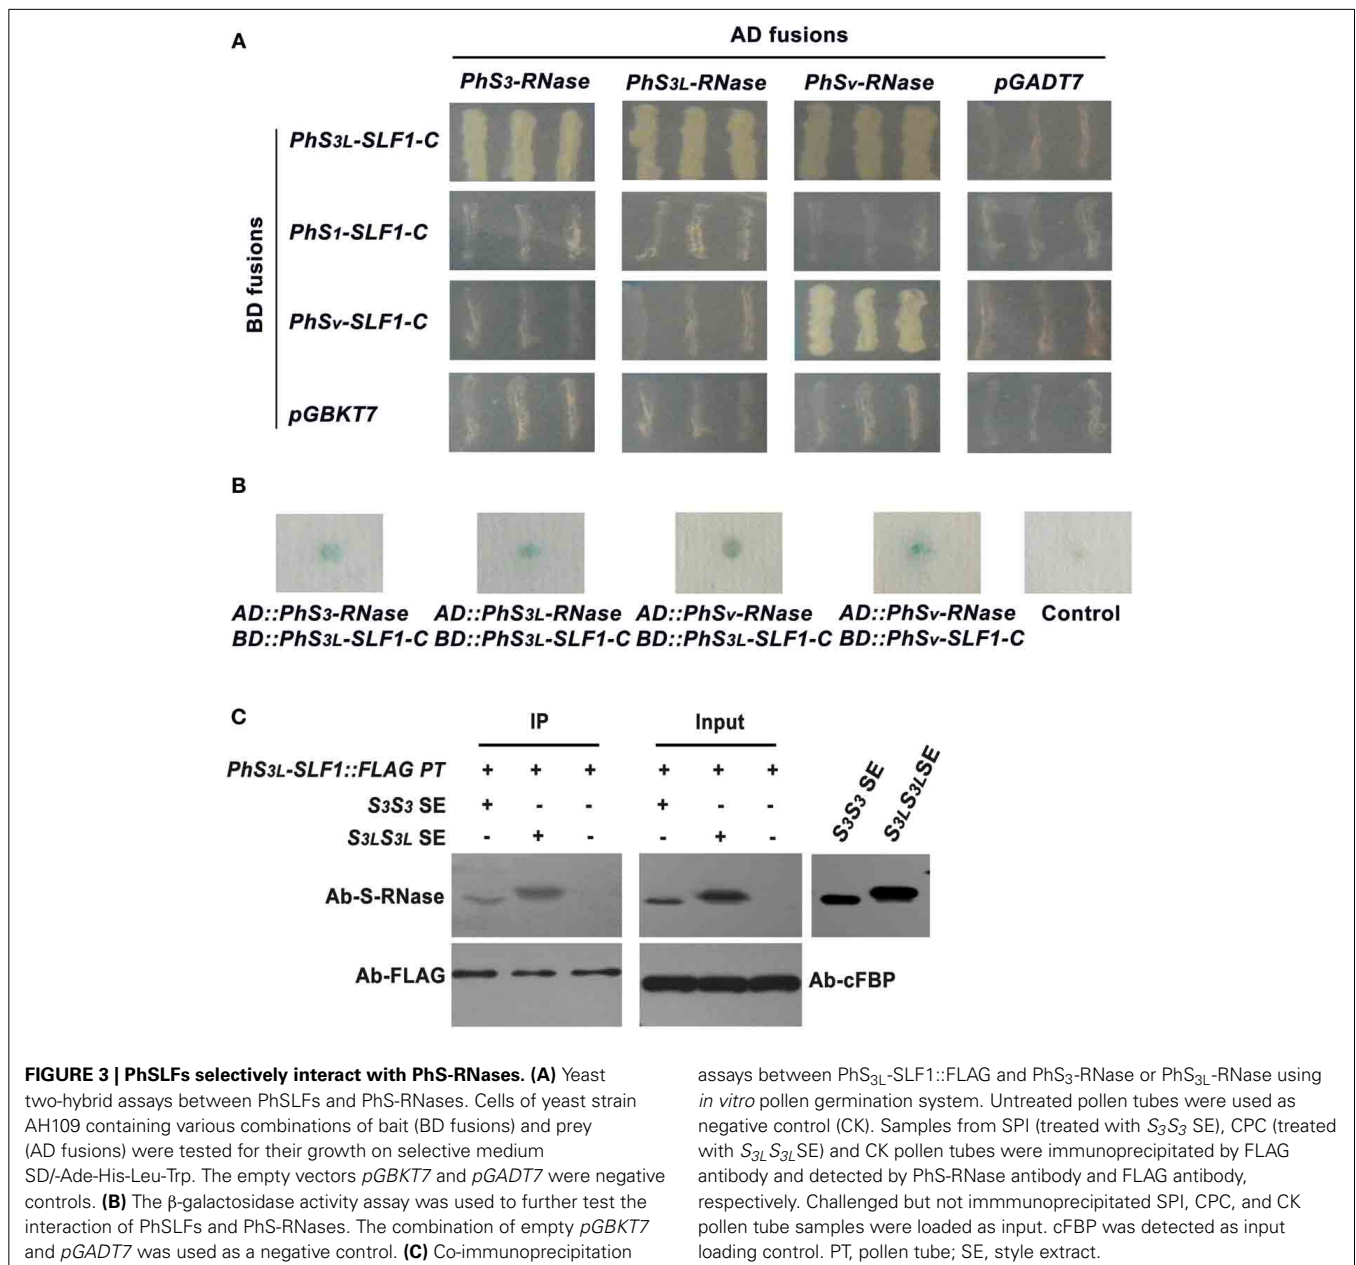 A
AD fusions
PhS3-RNase PhS3L-RNase PhSv-RNase pGADT7
BD fusions
PhS3L-SLF1-C
PhS1-SLF1-C
PhSv-SLF1-C
pGBKT7
B
AD::PhS3-RNase AD::PhS3L-RNase AD::PhSv-RNase AD::PhSv-RNase Control
BD::PhS3L-SLF1-C BD::PhS3L-SLF1-C BD::PhS3L-SLF1-C BD::PhSv-SLF1-C
C
IP Input
PhS3L-SLF1::FLAG PT + + + + + +
S3S3 SE + - - + - -
S3LS3L SE - + - - + -
S3S3 SE S3LS3LSE
Ab-S-RNase
Ab-FLAG Ab-cFBP
FIGURE 3 | PhSLFs selectively interact with PhS-RNases. (A) Yeast
two-hybrid assays between PhSLFs and PhS-RNases. Cells of yeast strain
AH109 containing various combinations of bait (BD fusions) and prey
(AD fusions) were tested for their growth on selective medium
SD/-Ade-His-Leu-Trp. The empty vectors pGBKT7 and pGADT7 were negative
controls. (B) The β-galactosidase activity assay was used to further test the
interaction of PhSLFs and PhS-RNases. The combination of empty pGBKT7
and pGADT7 was used as a negative control. (C) Co-immunoprecipitation
assays between PhS3L-SLF1::FLAG and PhS3-RNase or PhS3L-RNase using
in vitro pollen germination system. Untreated pollen tubes were used as
negative control (CK). Samples from SPI (treated with S3S3 SE), CPC (treated
with S3LS3LSE) and CK pollen tubes were immunoprecipitated by FLAG
antibody and detected by PhS-RNase antibody and FLAG antibody,
respectively. Challenged but not immmunoprecipitated SPI, CPC, and CK
pollen tube samples were loaded as input. cFBP was detected as input
loading control. PT, pollen tube; SE, style extract.